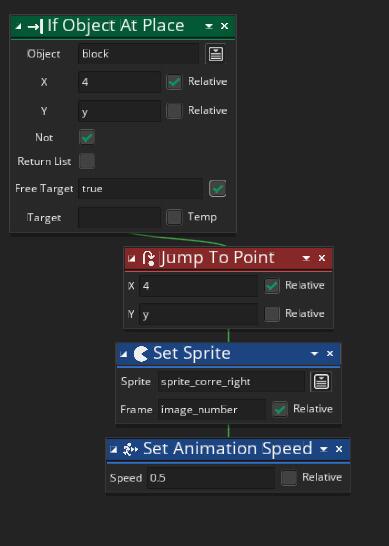 If Object At Place
Object block
X 4 Relative
Y y Relative
Not
Return List
Free Target true
Target Temp
Jump To Point
X 4 Relative
Y y Relative
Set Sprite
Sprite sprite_corre_right
Frame image_number Relative
Set Animation Speed
Speed 0.5 Relative